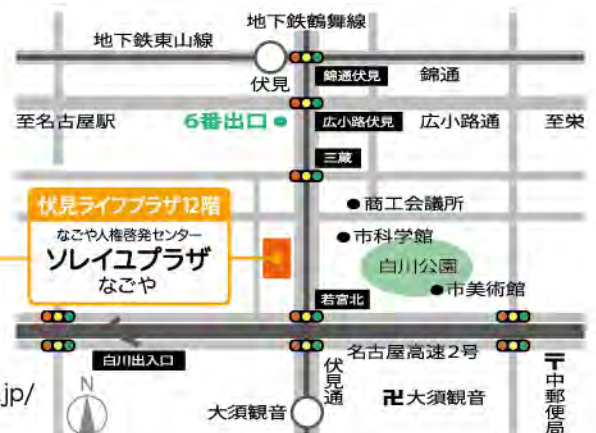 地下鉄鶴舞線
地下鉄東山線
伏見
錦通伏見
錦通
至名古屋駅
6番出口
広小路伏見
広小路通
至栄
三蔵
伏見ライフプラザ12階
なごや人権啓発センター
ソレイユプラザ
なごや
商工会議所
市科学館
白川公園
市美術館
若宮北
白川出入口
名古屋高速2号
伏見通
〒中郵便局
.jp/
N
大須観音
卍大須観音